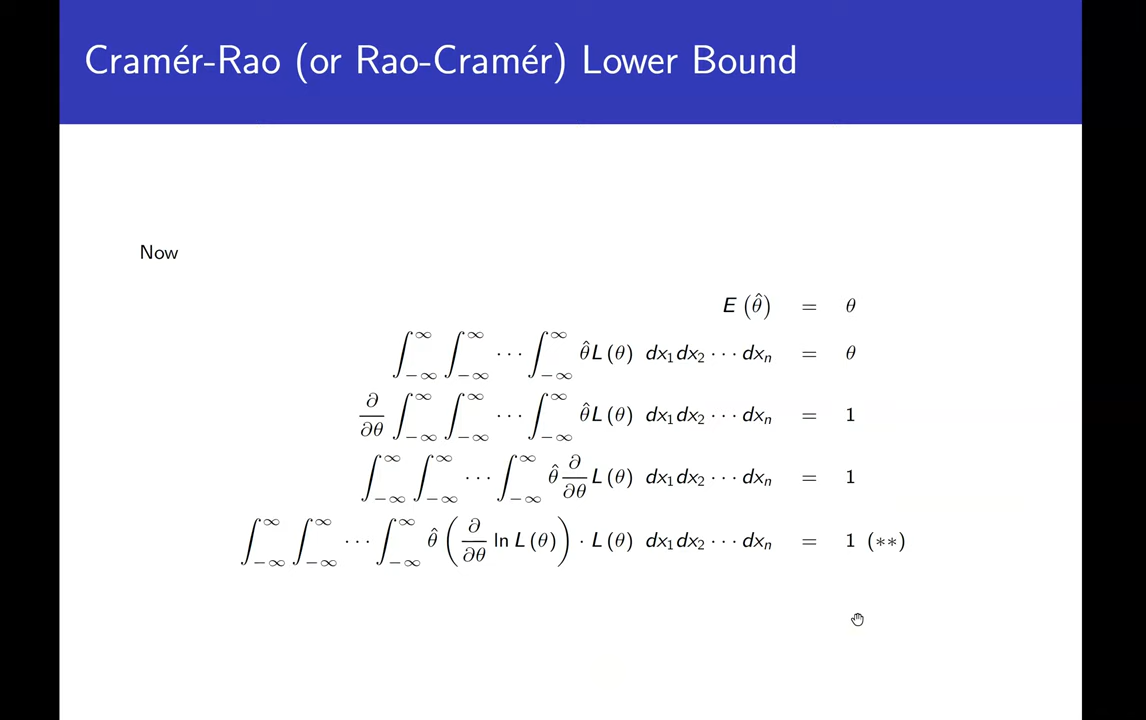 Cramér-Rao (or Rao-Cramér) Lower Bound
Now
E (θ̂) = θ
∫_{−∞}^{∞} ∫_{−∞}^{∞} ··· ∫_{−∞}^{∞} θ̂L (θ) dx₁dx₂ ··· dxₙ = θ
∂/∂θ ∫_{−∞}^{∞} ∫_{−∞}^{∞} ··· ∫_{−∞}^{∞} θ̂L (θ) dx₁dx₂ ··· dxₙ = 1
∫_{−∞}^{∞} ∫_{−∞}^{∞} ··· ∫_{−∞}^{∞} θ̂ ∂/∂θ L (θ) dx₁dx₂ ··· dxₙ = 1
∫_{−∞}^{∞} ∫_{−∞}^{∞} ··· ∫_{−∞}^{∞} θ̂ (∂/∂θ ln L (θ)) · L (θ) dx₁dx₂ ··· dxₙ = 1 (∗∗)